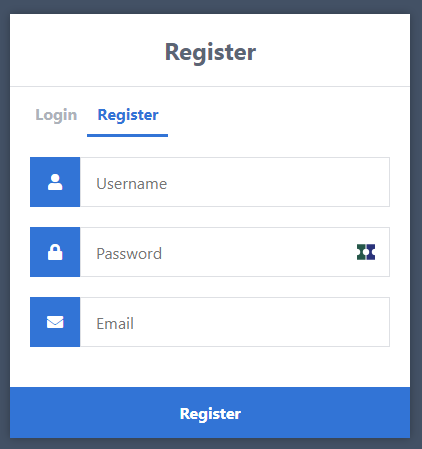 Register
Login Register
Username
Password
Email
Register